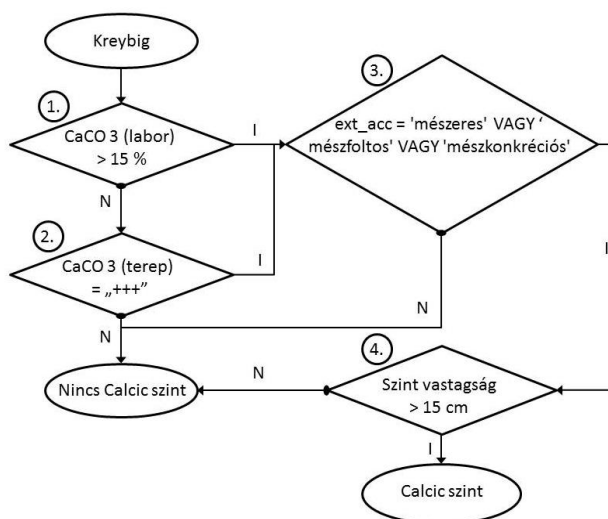 Kreybig
1.
CaCO 3 (labor)
> 15 %
I
N
2.
CaCO 3 (terep)
= „+++”
I
N
3.
ext_acc = 'mészeres' VAGY ‘
mészfoltos' VAGY 'mészkonkréciós'
I
N
4.
Szint vastagság
> 15 cm
N
Nincs Calcic szint
I
Calcic szint